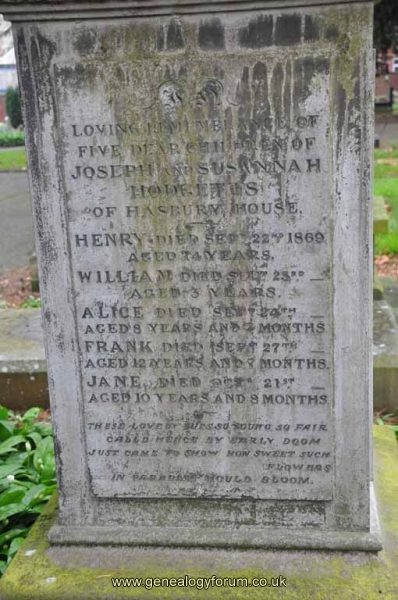 LOVING REMEMBRANCE OF
FIVE DEAR CHILDREN OF
JOSEPH AND SUSANNAH
HODGETTS
OF HASBURY HOUSE.
HENRY DIED SEPT 22ND 1869
AGED YEARS.
WILLIAM DIED SEPT 23RD
AGED 3 YEARS.
ALICE DIED SEPT 24TH
AGED 8 YEARS AND MONTHS.
FRANK DIED SEPT 27TH
AGED 12 YEARS AND MONTHS.
JANE DIED OCT 21ST
AGED 10 YEARS AND 8 MONTHS.
THESE LOVELY BUDS, SO YOUNG SO FAIR
CALLED HENCE BY EARLY DOOM
JUST CAME TO SHOW HOW SWEET SUCH
FLOWERS
IN PARADISE WOULD BLOOM.
www.genealogyforum.co.uk